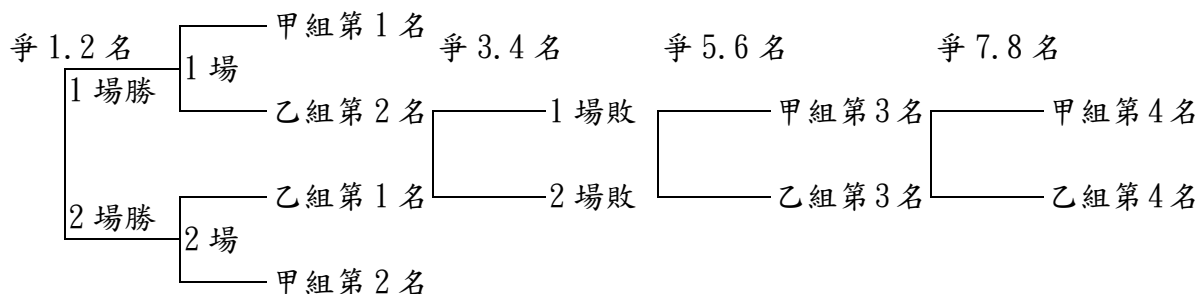 甲組第1名
爭1.2名 爭3.4名 爭5.6名 爭7.8名
1場
1場勝
乙組第2名 1場敗 甲組第3名 甲組第4名
乙組第1名 2場敗 乙組第3名 乙組第4名
2場勝
2場
甲組第2名